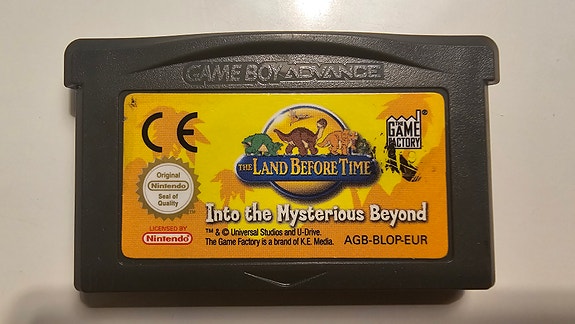 GAME BOY ADVANCE
CE
THE
GAME
FACTORY
®
THE LAND BEFORE TIME
Original
Nintendo
Seal of
Quality
Into the Mysterious Beyond
LICENSED BY
Nintendo
™ & © Universal Studios and U-Drive.
The Game Factory is a brand of K.E. Media.
AGB-BLOP-EUR